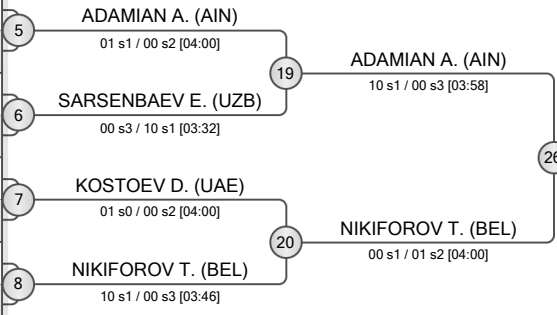 5
ADAMIAN A. (AIN)
01 s1 / 00 s2 [04:00]
19
ADAMIAN A. (AIN)
10 s1 / 00 s3 [03:58]
6
SARSENBAEV E. (UZB)
00 s3 / 10 s1 [03:32]
26
7
KOSTOEV D. (UAE)
01 s0 / 00 s2 [04:00]
20
NIKIFOROV T. (BEL)
00 s1 / 01 s2 [04:00]
8
NIKIFOROV T. (BEL)
10 s1 / 00 s3 [03:46]